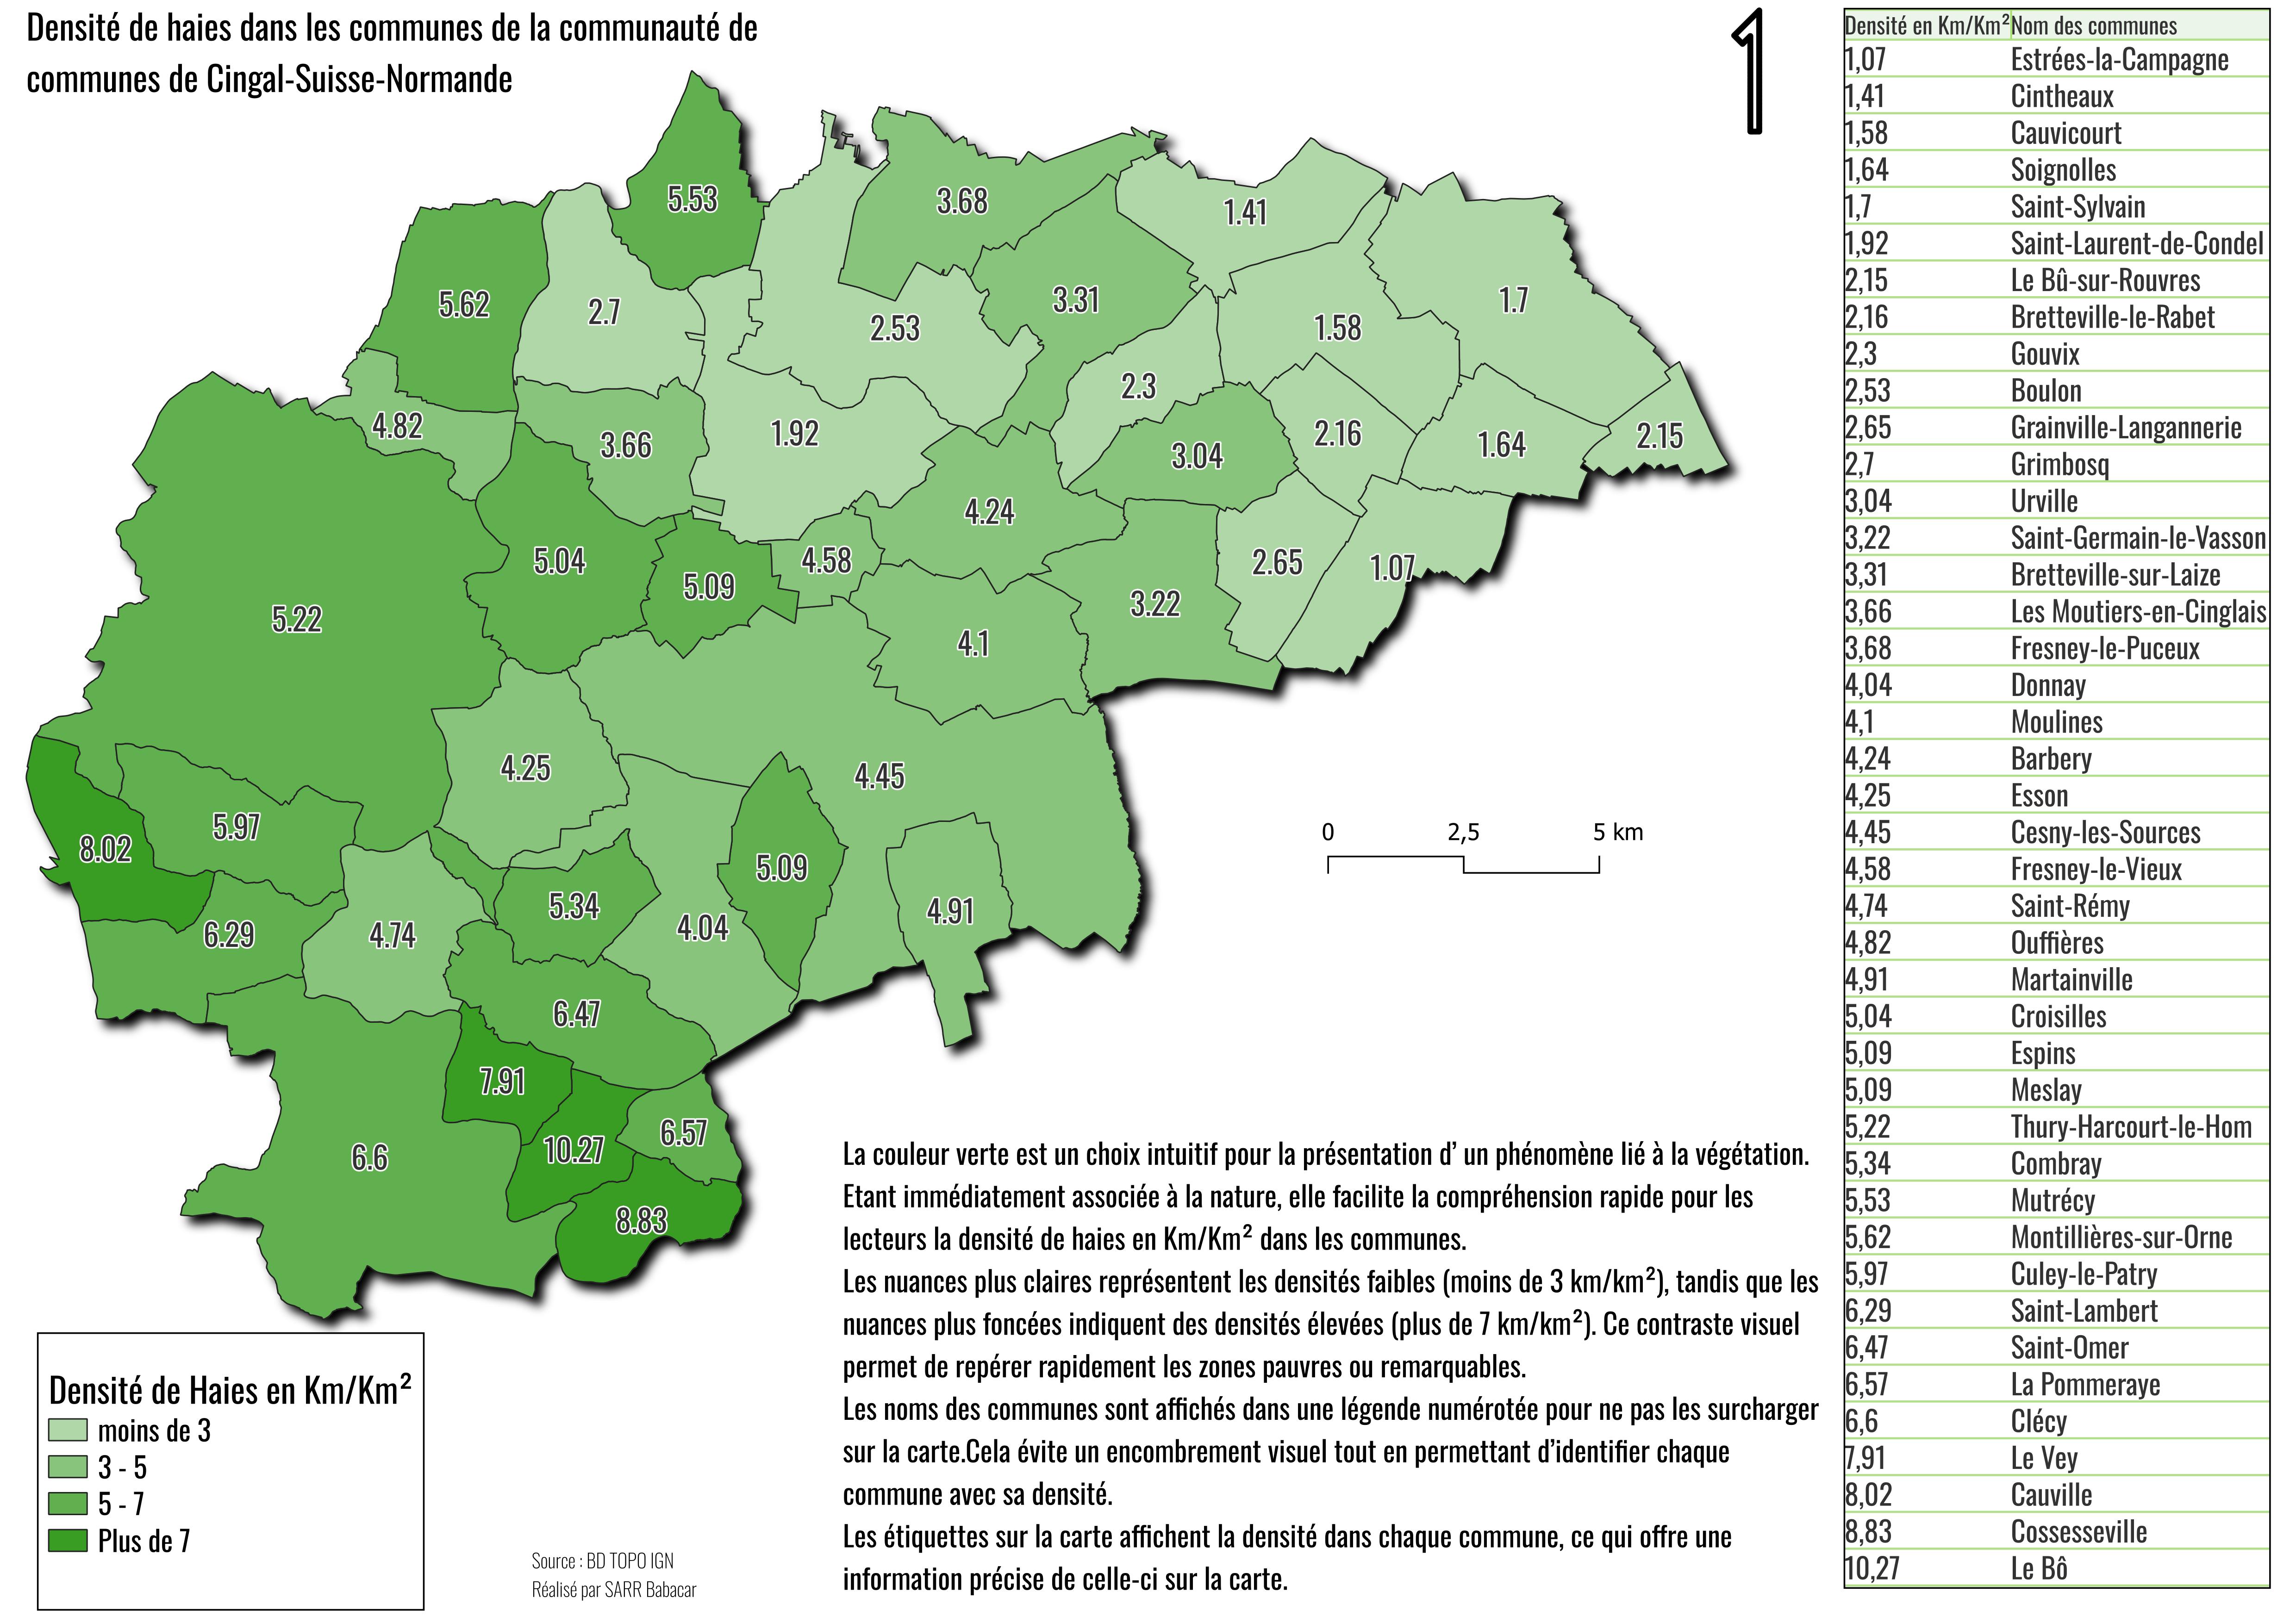 Densité de haies dans les communes de la communauté de
communes de Cingal-Suisse-Normande
1
5.53
3.68
1.41
5.62
2.7
2.53
3.31
1.58
1.7
4.82
3.66
1.92
2.3
3.04
2.16
1.64
2.15
5.04
5.09
4.58
4.24
2.65
1.07
5.22
4.1
3.22
4.25
4.45
8.02
5.97
5.09
6.29
4.74
5.34
4.04
4.91
6.47
7.91
6.6
10.27
6.57
8.83
0 2,5 5 km
Densité de Haies en Km/Km²
moins de 3
3 - 5
5 - 7
Plus de 7
Source : BD TOPO IGN
Réalisé par SARR Babacar
La couleur verte est un choix intuitif pour la présentation d' un phénomène lié à la végétation.
Etant immédiatement associée à la nature, elle facilite la compréhension rapide pour les
lecteurs la densité de haies en Km/Km² dans les communes.
Les nuances plus claires représentent les densités faibles (moins de 3 km/km²), tandis que les
nuances plus foncées indiquent des densités élevées (plus de 7 km/km²). Ce contraste visuel
permet de repérer rapidement les zones pauvres ou remarquables.
Les noms des communes sont affichés dans une légende numérotée pour ne pas les surcharger
sur la carte.Cela évite un encombrement visuel tout en permettant d'identifier chaque
commune avec sa densité.
Les étiquettes sur la carte affichent la densité dans chaque commune, ce qui offre une
information précise de celle-ci sur la carte.
Densité en Km/Km² Nom des communes
1,07 Estrées-la-Campagne
1,41 Cintheaux
1,58 Cauvicourt
1,64 Soignolles
1,7 Saint-Sylvain
1,92 Saint-Laurent-de-Condel
2,15 Le Bû-sur-Rouvres
2,16 Bretteville-le-Rabet
2,3 Gouvix
2,53 Boulon
2,65 Grainville-Langannerie
2,7 Grimbosq
3,04 Urville
3,22 Saint-Germain-le-Vasson
3,31 Bretteville-sur-Laize
3,66 Les Moutiers-en-Cinglais
3,68 Fresney-le-Puceux
4,04 Donnay
4,1 Moulines
4,24 Barbery
4,25 Esson
4,45 Cesny-les-Sources
4,58 Fresney-le-Vieux
4,74 Saint-Rémy
4,82 Ouffières
4,91 Martainville
5,04 Croisilles
5,09 Espins
5,09 Meslay
5,22 Thury-Harcourt-le-Hom
5,34 Combray
5,53 Mutrécy
5,62 Montillières-sur-Orne
5,97 Culey-le-Patry
6,29 Saint-Lambert
6,47 Saint-Omer
6,57 La Pommeraye
6,6 Clécy
7,91 Le Vey
8,02 Cauville
8,83 Cossesseville
10,27 Le Bô